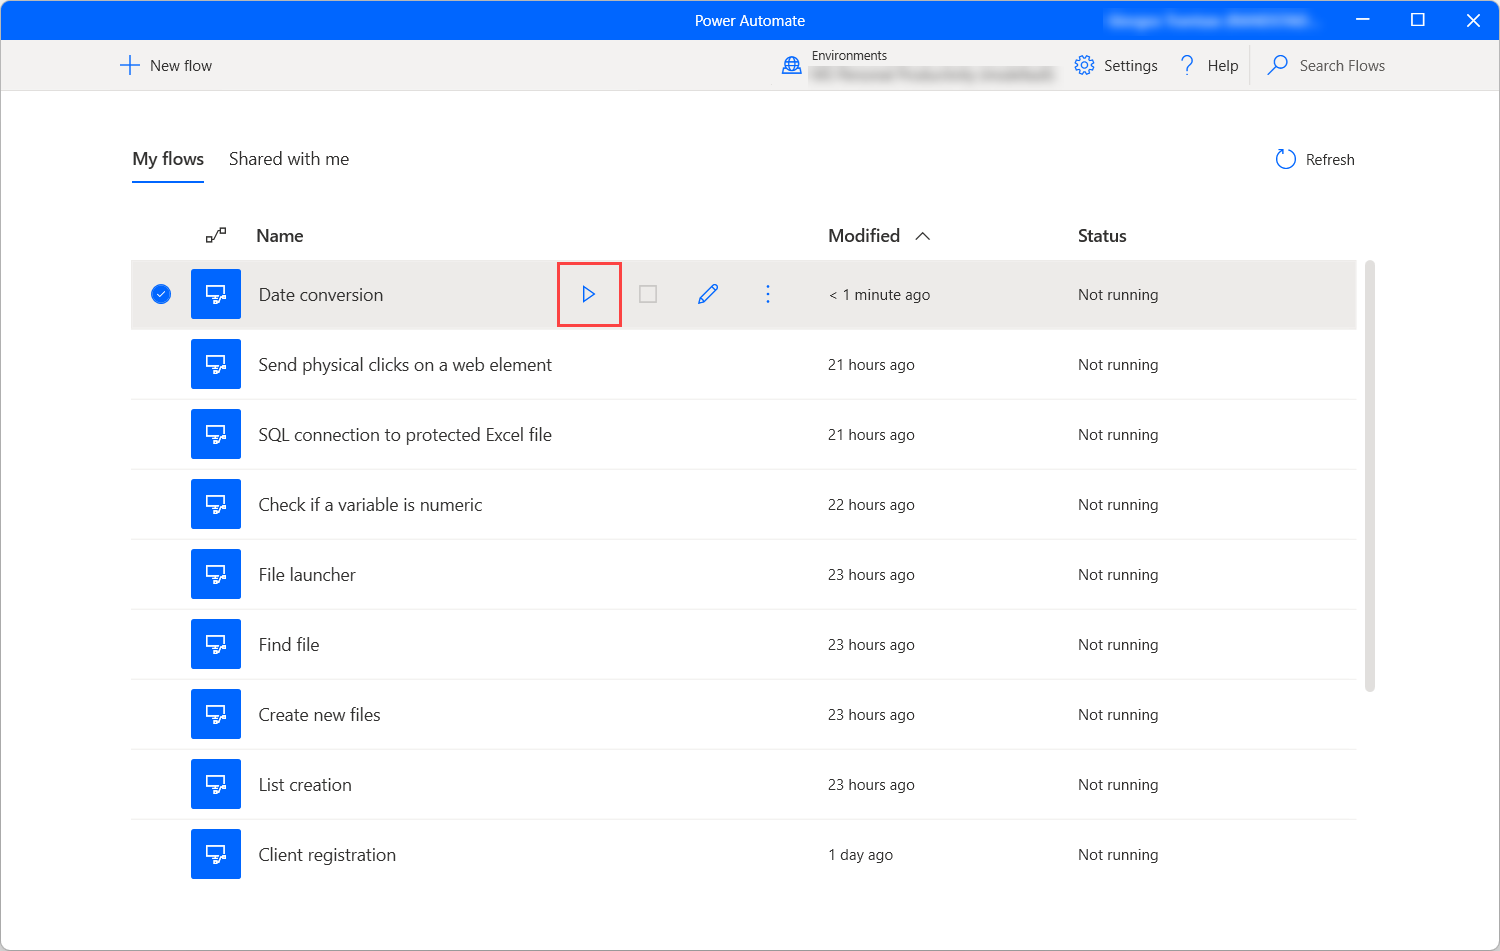 Power Automate
New flow
Environments
Settings
Help
Search Flows
My flows
Shared with me
Refresh
Name
Modified
Status
Date conversion
< 1 minute ago
Not running
Send physical clicks on a web element
21 hours ago
Not running
SQL connection to protected Excel file
21 hours ago
Not running
Check if a variable is numeric
22 hours ago
Not running
File launcher
23 hours ago
Not running
Find file
23 hours ago
Not running
Create new files
23 hours ago
Not running
List creation
23 hours ago
Not running
Client registration
1 day ago
Not running